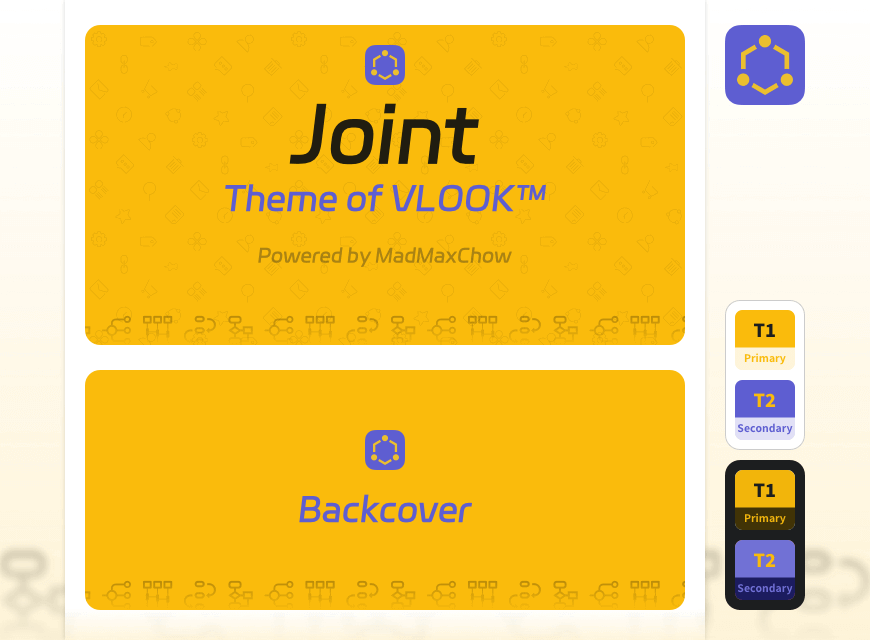 Joint
Theme of VLOOK™
Powered by MadMaxChow
Backcover
T1
Primary
T2
Secondary
T1
Primary
T2
Secondary